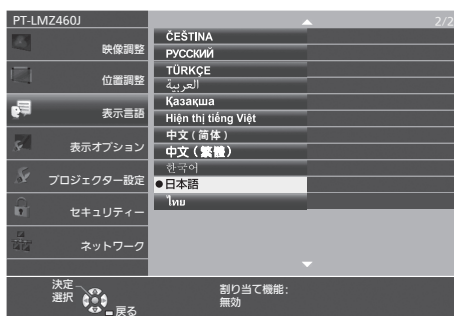 PT-LMZ460J
2/2
映像調整
位置調整
表示言語
表示オプション
プロジェクター設定
セキュリティー
ネットワーク
ČEŠTINA
РУССКИЙ
TÜRKÇE
العربية
Қазақша
Hiện thị tiếng Việt
中文(简体)
中文(繁體)
한국어
●日本語
ไทย
決定
選択
戻る
割り当て機能:
無効